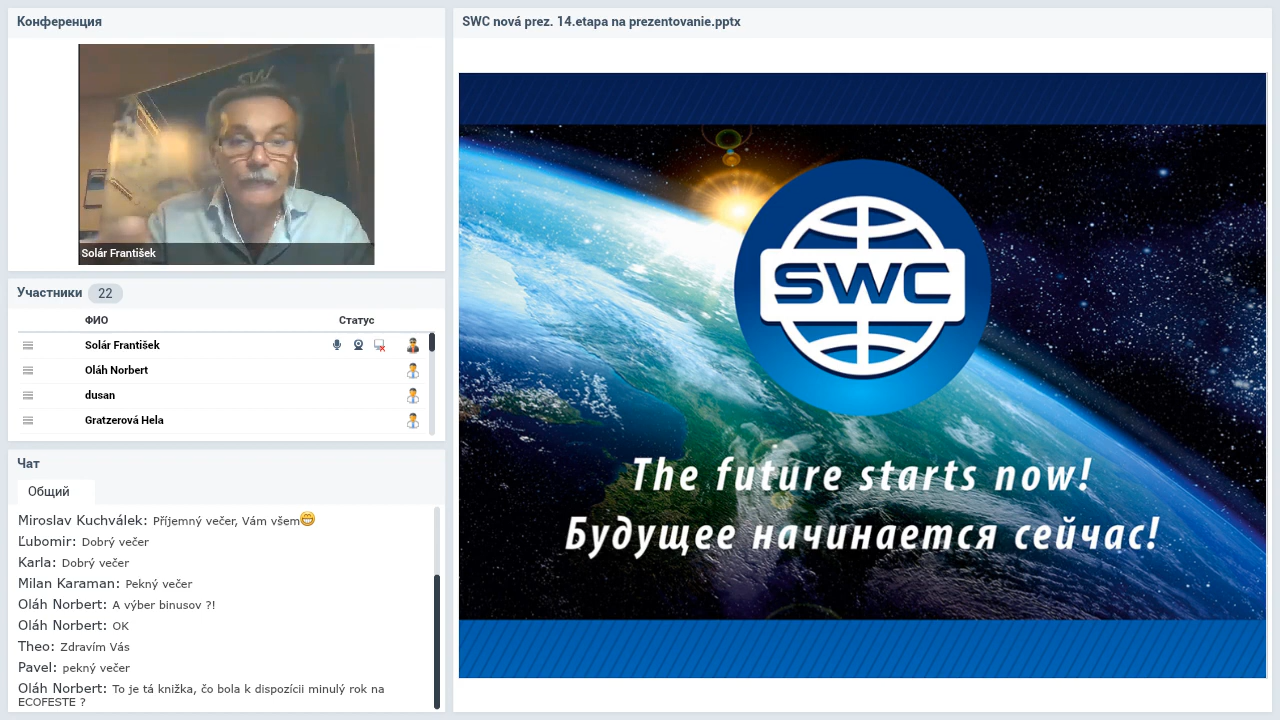 Конференция
SWC
Solár František
Участники 22
ФИО Статус
Solár František
Oláh Norbert
dusan
Gratzerová Hela
Чат
Общий
Miroslav Kuchválek: Příjemný večer, Vám všem
Ľubomir: Dobrý večer
Karla: Dobrý večer
Milan Karaman: Pekný večer
Oláh Norbert: A výber binusov ?!
Oláh Norbert: OK
Theo: Zdravím Vás
Pavel: pekný večer
Oláh Norbert: To je tá knižka, čo bola k dispozícii minulý rok na
ECOFESTE ?
SWC nová prez. 14.etapa na prezentovanie.pptx
SWC
The future starts now!
Будущее начинается сейчас!